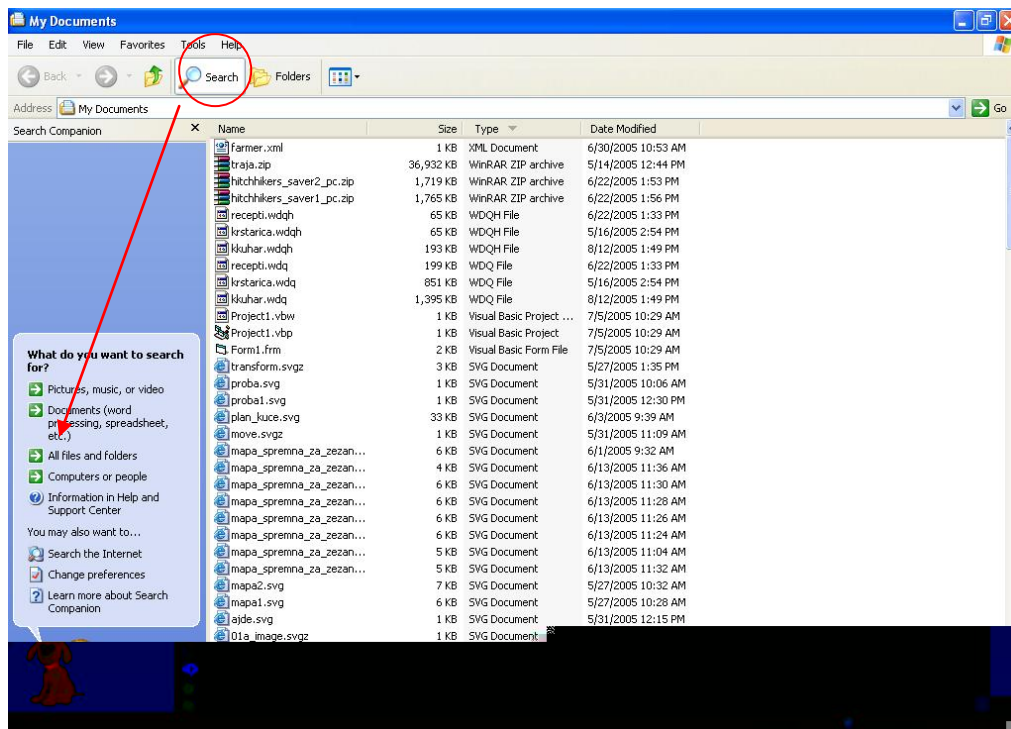 My Documents
File Edit View Favorites Tools Help
Back Search Folders
Address My Documents Go
Search Companion
What do you want to search
for?
Pictures, music, or video
Documents (word
processing, spreadsheet,
etc.)
All files and folders
Computers or people
Information in Help and
Support Center
You may also want to...
Search the Internet
Change preferences
Learn more about Search
Companion
Name Size Type Date Modified
farmer.xml 1 KB XML Document 6/30/2005 10:53 AM
traja.zip 36,932 KB WinRAR ZIP archive 5/14/2005 12:44 PM
hitchhikers_saver2_pc.zip 1,719 KB WinRAR ZIP archive 6/22/2005 1:53 PM
hitchhikers_saver1_pc.zip 1,765 KB WinRAR ZIP archive 6/22/2005 1:56 PM
recepti.wdqh 65 KB WDQH File 6/22/2005 1:33 PM
krstarica.wdqh 65 KB WDQH File 5/16/2005 2:54 PM
kkuhar.wdqh 193 KB WDQH File 8/12/2005 1:49 PM
recepti.wdq 199 KB WDQ File 6/22/2005 1:33 PM
krstarica.wdq 851 KB WDQ File 5/16/2005 2:54 PM
kkuhar.wdq 1,395 KB WDQ File 8/12/2005 1:49 PM
Project1.vbw 1 KB Visual Basic Project ... 7/5/2005 10:29 AM
Project1.vbp 1 KB Visual Basic Project 7/5/2005 10:29 AM
Form1.frm 2 KB Visual Basic Form File 7/5/2005 10:29 AM
transform.svgz 3 KB SVG Document 5/27/2005 1:35 PM
proba.svg 1 KB SVG Document 5/31/2005 10:06 AM
proba1.svg 1 KB SVG Document 5/31/2005 12:30 PM
plan_kuce.svg 33 KB SVG Document 6/3/2005 9:39 AM
move.svgz 1 KB SVG Document 5/31/2005 11:09 AM
mapa_spremna_za_zezan... 6 KB SVG Document 6/1/2005 9:32 AM
mapa_spremna_za_zezan... 4 KB SVG Document 6/13/2005 11:36 AM
mapa_spremna_za_zezan... 6 KB SVG Document 6/13/2005 11:30 AM
mapa_spremna_za_zezan... 6 KB SVG Document 6/13/2005 11:28 AM
mapa_spremna_za_zezan... 6 KB SVG Document 6/13/2005 11:26 AM
mapa_spremna_za_zezan... 6 KB SVG Document 6/13/2005 11:24 AM
mapa_spremna_za_zezan... 5 KB SVG Document 6/13/2005 11:04 AM
mapa_spremna_za_zezan... 5 KB SVG Document 6/13/2005 11:32 AM
mapa2.svg 7 KB SVG Document 5/27/2005 10:32 AM
mapa1.svg 6 KB SVG Document 5/27/2005 10:28 AM
ajde.svg 1 KB SVG Document 5/31/2005 12:15 PM
01a_image.svgz 1 KB SVG Document